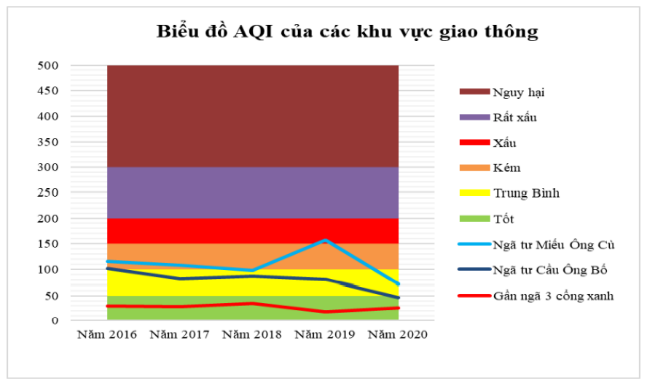 Biểu đồ AQI của các khu vực giao thông
500
450
400
350
300
250
200
150
100
50
0
Năm 2016 Năm 2017 Năm 2018 Năm 2019 Năm 2020
Nguy hại
Rất xấu
Xấu
Kém
Trung Bình
Tốt
Ngã tư Miếu Ông Cù
Ngã tư Cầu Ông Bố
Gần ngã 3 cống xanh